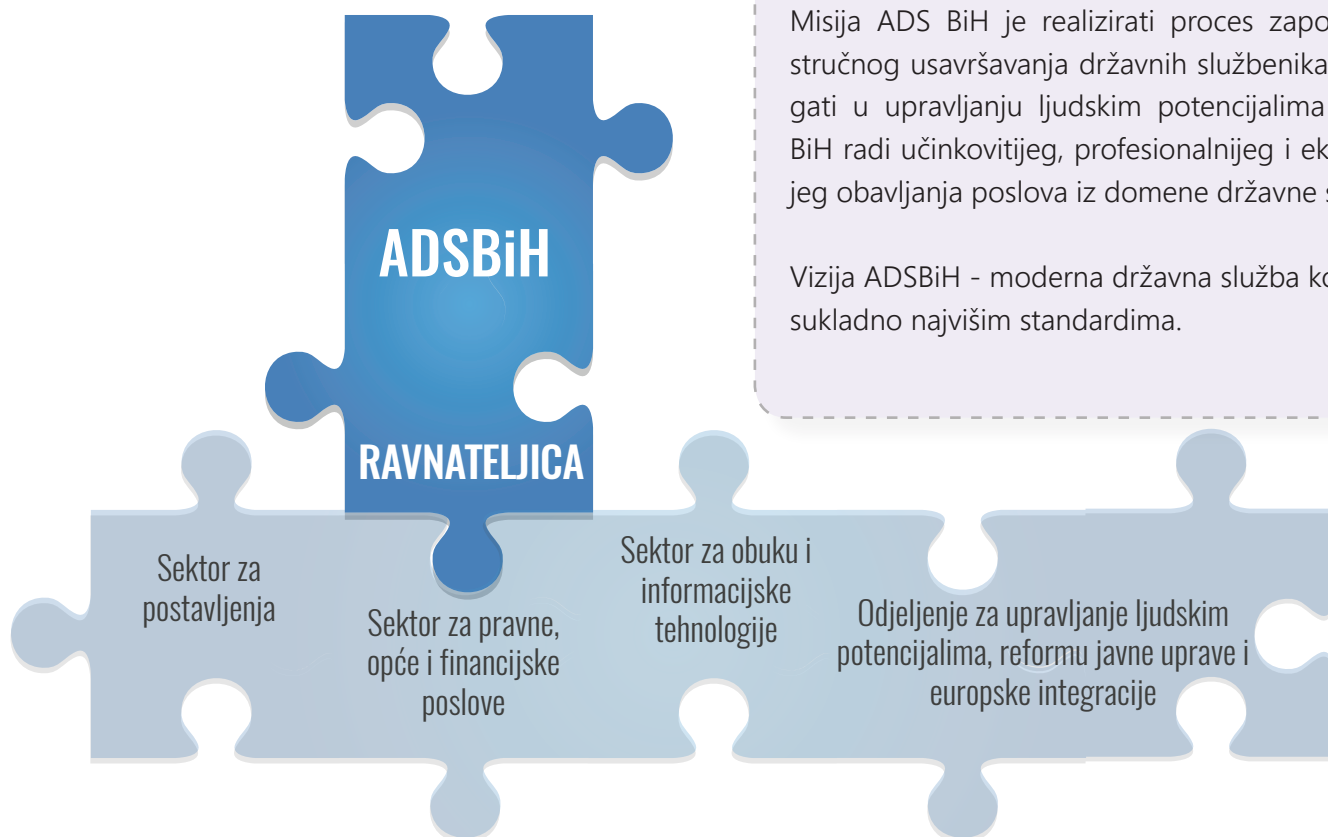 Misija ADS BiH je realizirati proces zapo
stručnog usavršavanja državnih službenika
gati u upravljanju ljudskim potencijalima
BiH radi učinkovitijeg, profesionalnijeg i ek
jeg obavljanja poslova iz domene državne s
Vizija ADSBiH - moderna državna služba ko
sukladno najvišim standardima.
ADSBiH
RAVNATELJICA
Sektor za
postavljenja
Sektor za pravne,
opće i financijske
poslove
Sektor za obuku i
informacijske
tehnologije
Odjeljenje za upravljanje ljudskim
potencijalima, reformu javne uprave i
europske integracije